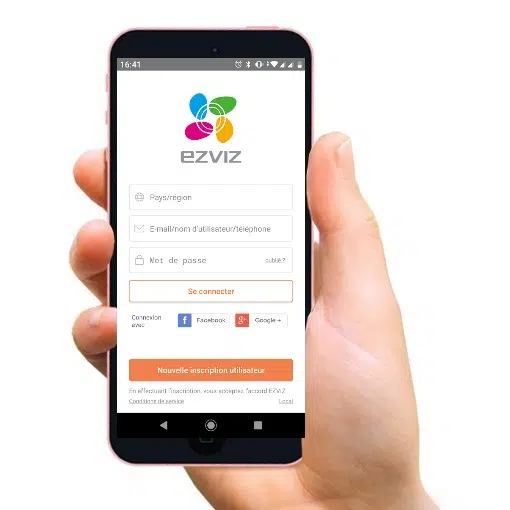 16:41
ezviz
Pays/région
E-mail/nom d'utilisateur/téléphone
Mot de passe
oublié ?
Se connecter
Connexion avec
Facebook
Google +
Nouvelle inscription utilisateur
En effectuant l'inscription, vous acceptez l'accord EZVIZ
Conditions de service
Local